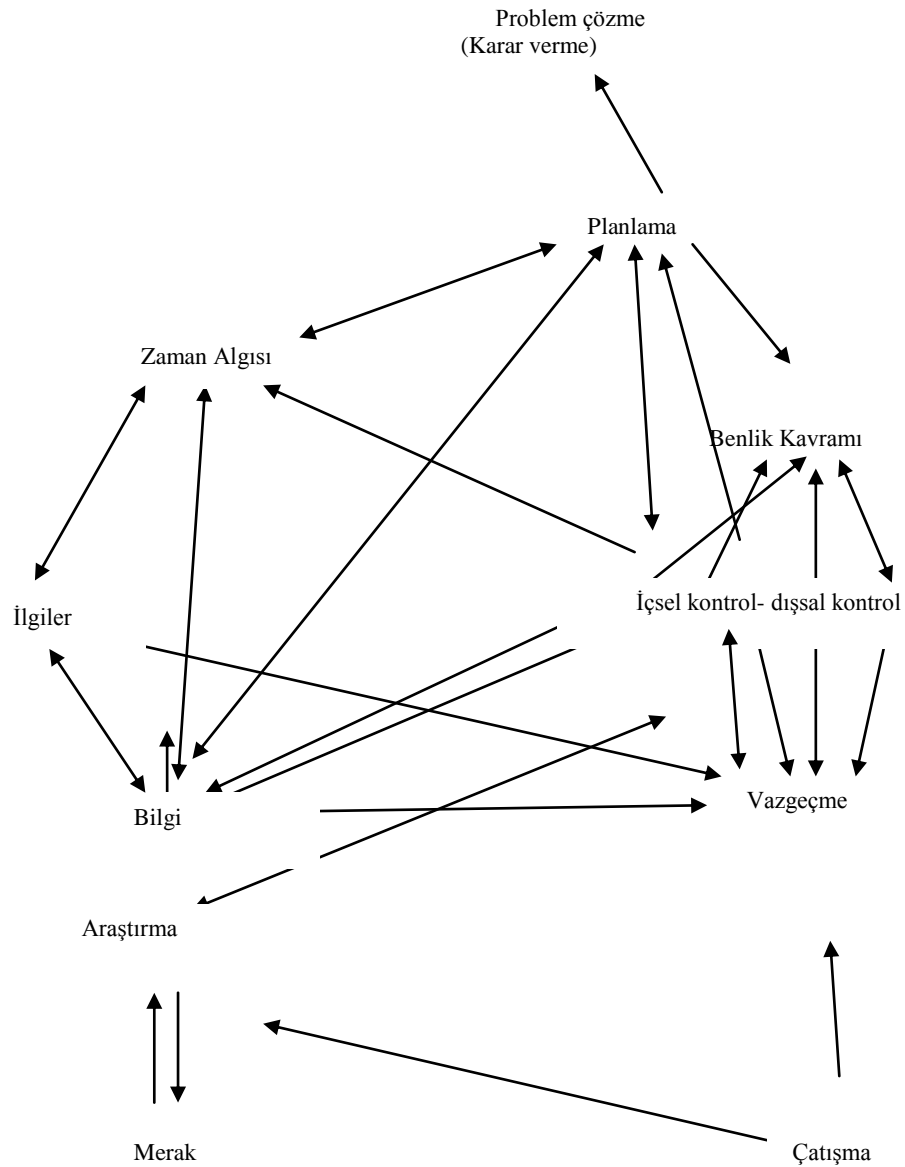 Problem çözme
(Karar verme)
Planlama
Zaman Algısı
Benlik Kavramı
İlgiler
İçsel kontrol- dışsal kontrol
Bilgi
Vazgeçme
Araştırma
Merak
Çatışma